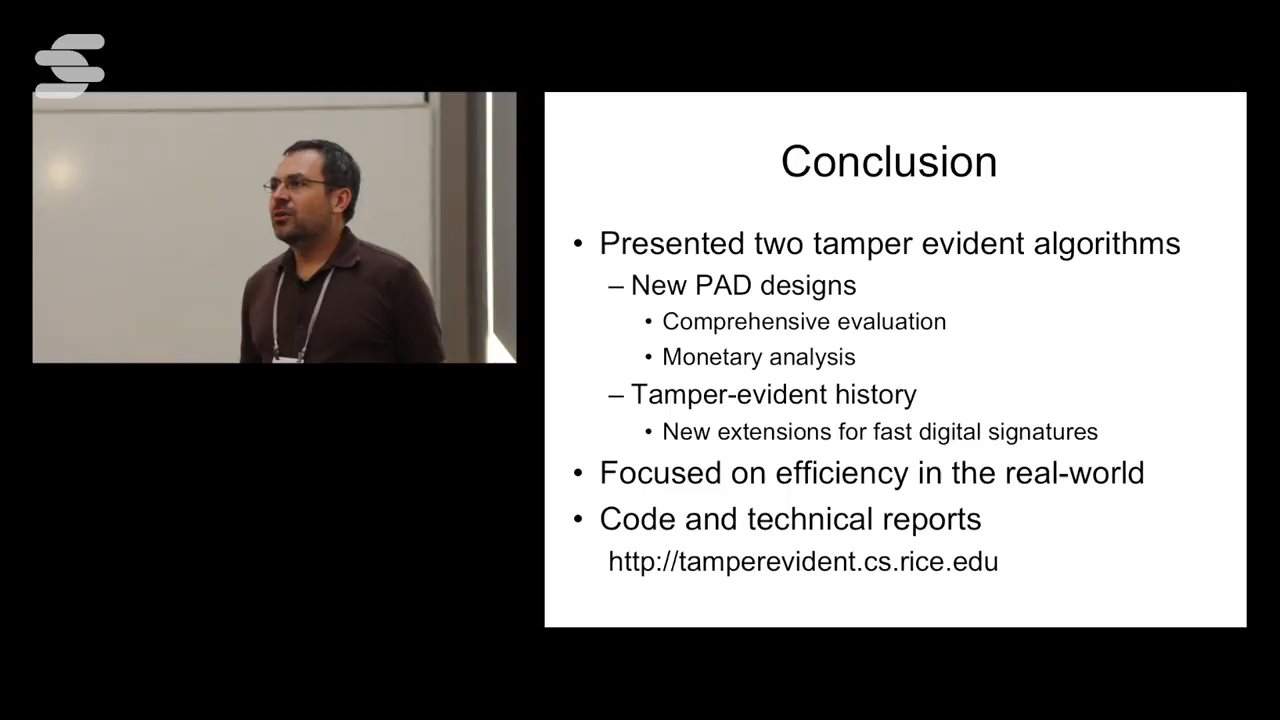 Conclusion
• Presented two tamper evident algorithms
– New PAD designs
• Comprehensive evaluation
• Monetary analysis
– Tamper-evident history
• New extensions for fast digital signatures
• Focused on efficiency in the real-world
• Code and technical reports
http://tamperevident.cs.rice.edu